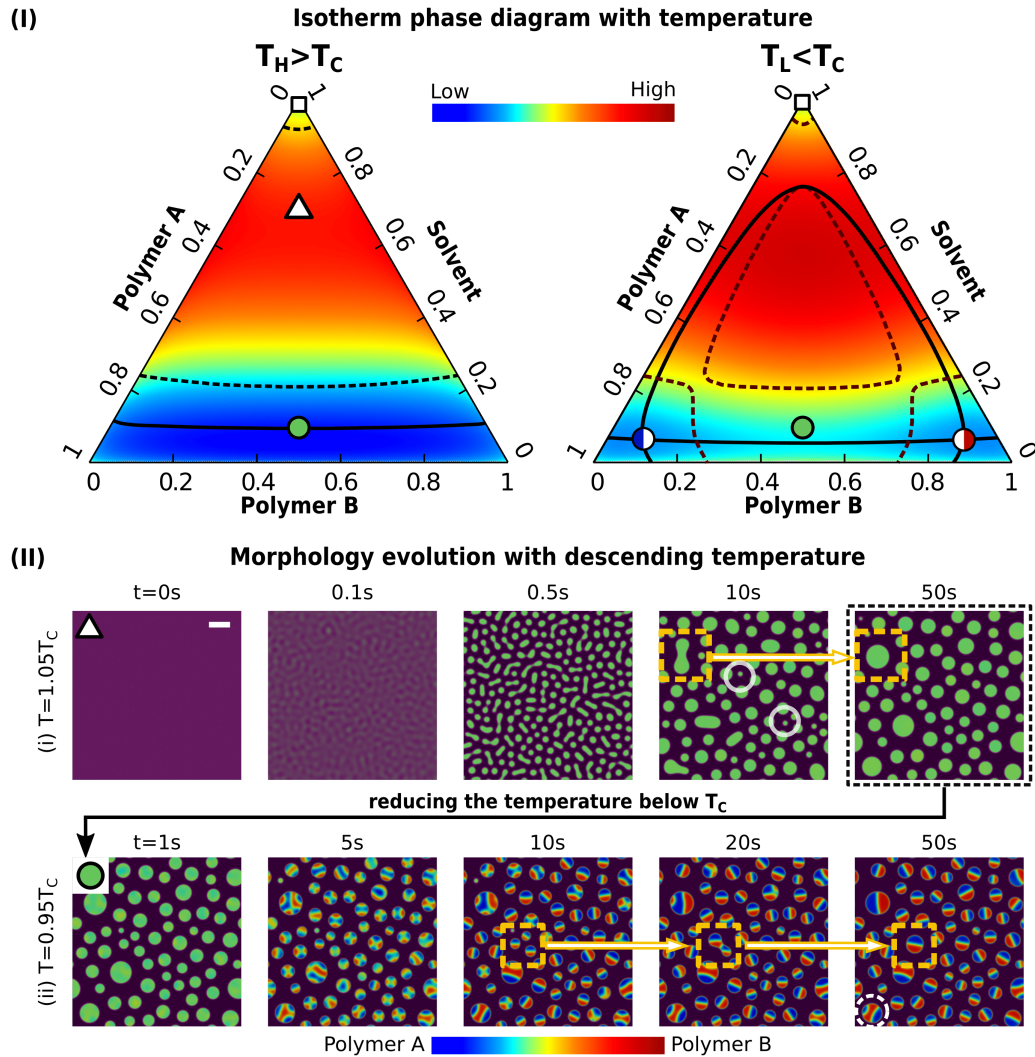 (I) Isotherm phase diagram with temperature
T_H>T_C
T_L<T_C
Low High
0 1
0.2 0.8
0.4 0.6
0.6 0.4
0.8 0.2
1 0
Polymer A
Solvent
0 0.2 0.4 0.6 0.8 1
Polymer B
0 1
0.2 0.8
0.4 0.6
0.6 0.4
0.8 0.2
1 0
Polymer A
Solvent
0 0.2 0.4 0.6 0.8 1
Polymer B
(II) Morphology evolution with descending temperature
t=0s 0.1s 0.5s 10s 50s
(i) T=1.05T_C
reducing the temperature below T_C
t=1s 5s 10s 20s 50s
(ii) T=0.95T_C
Polymer A Polymer B